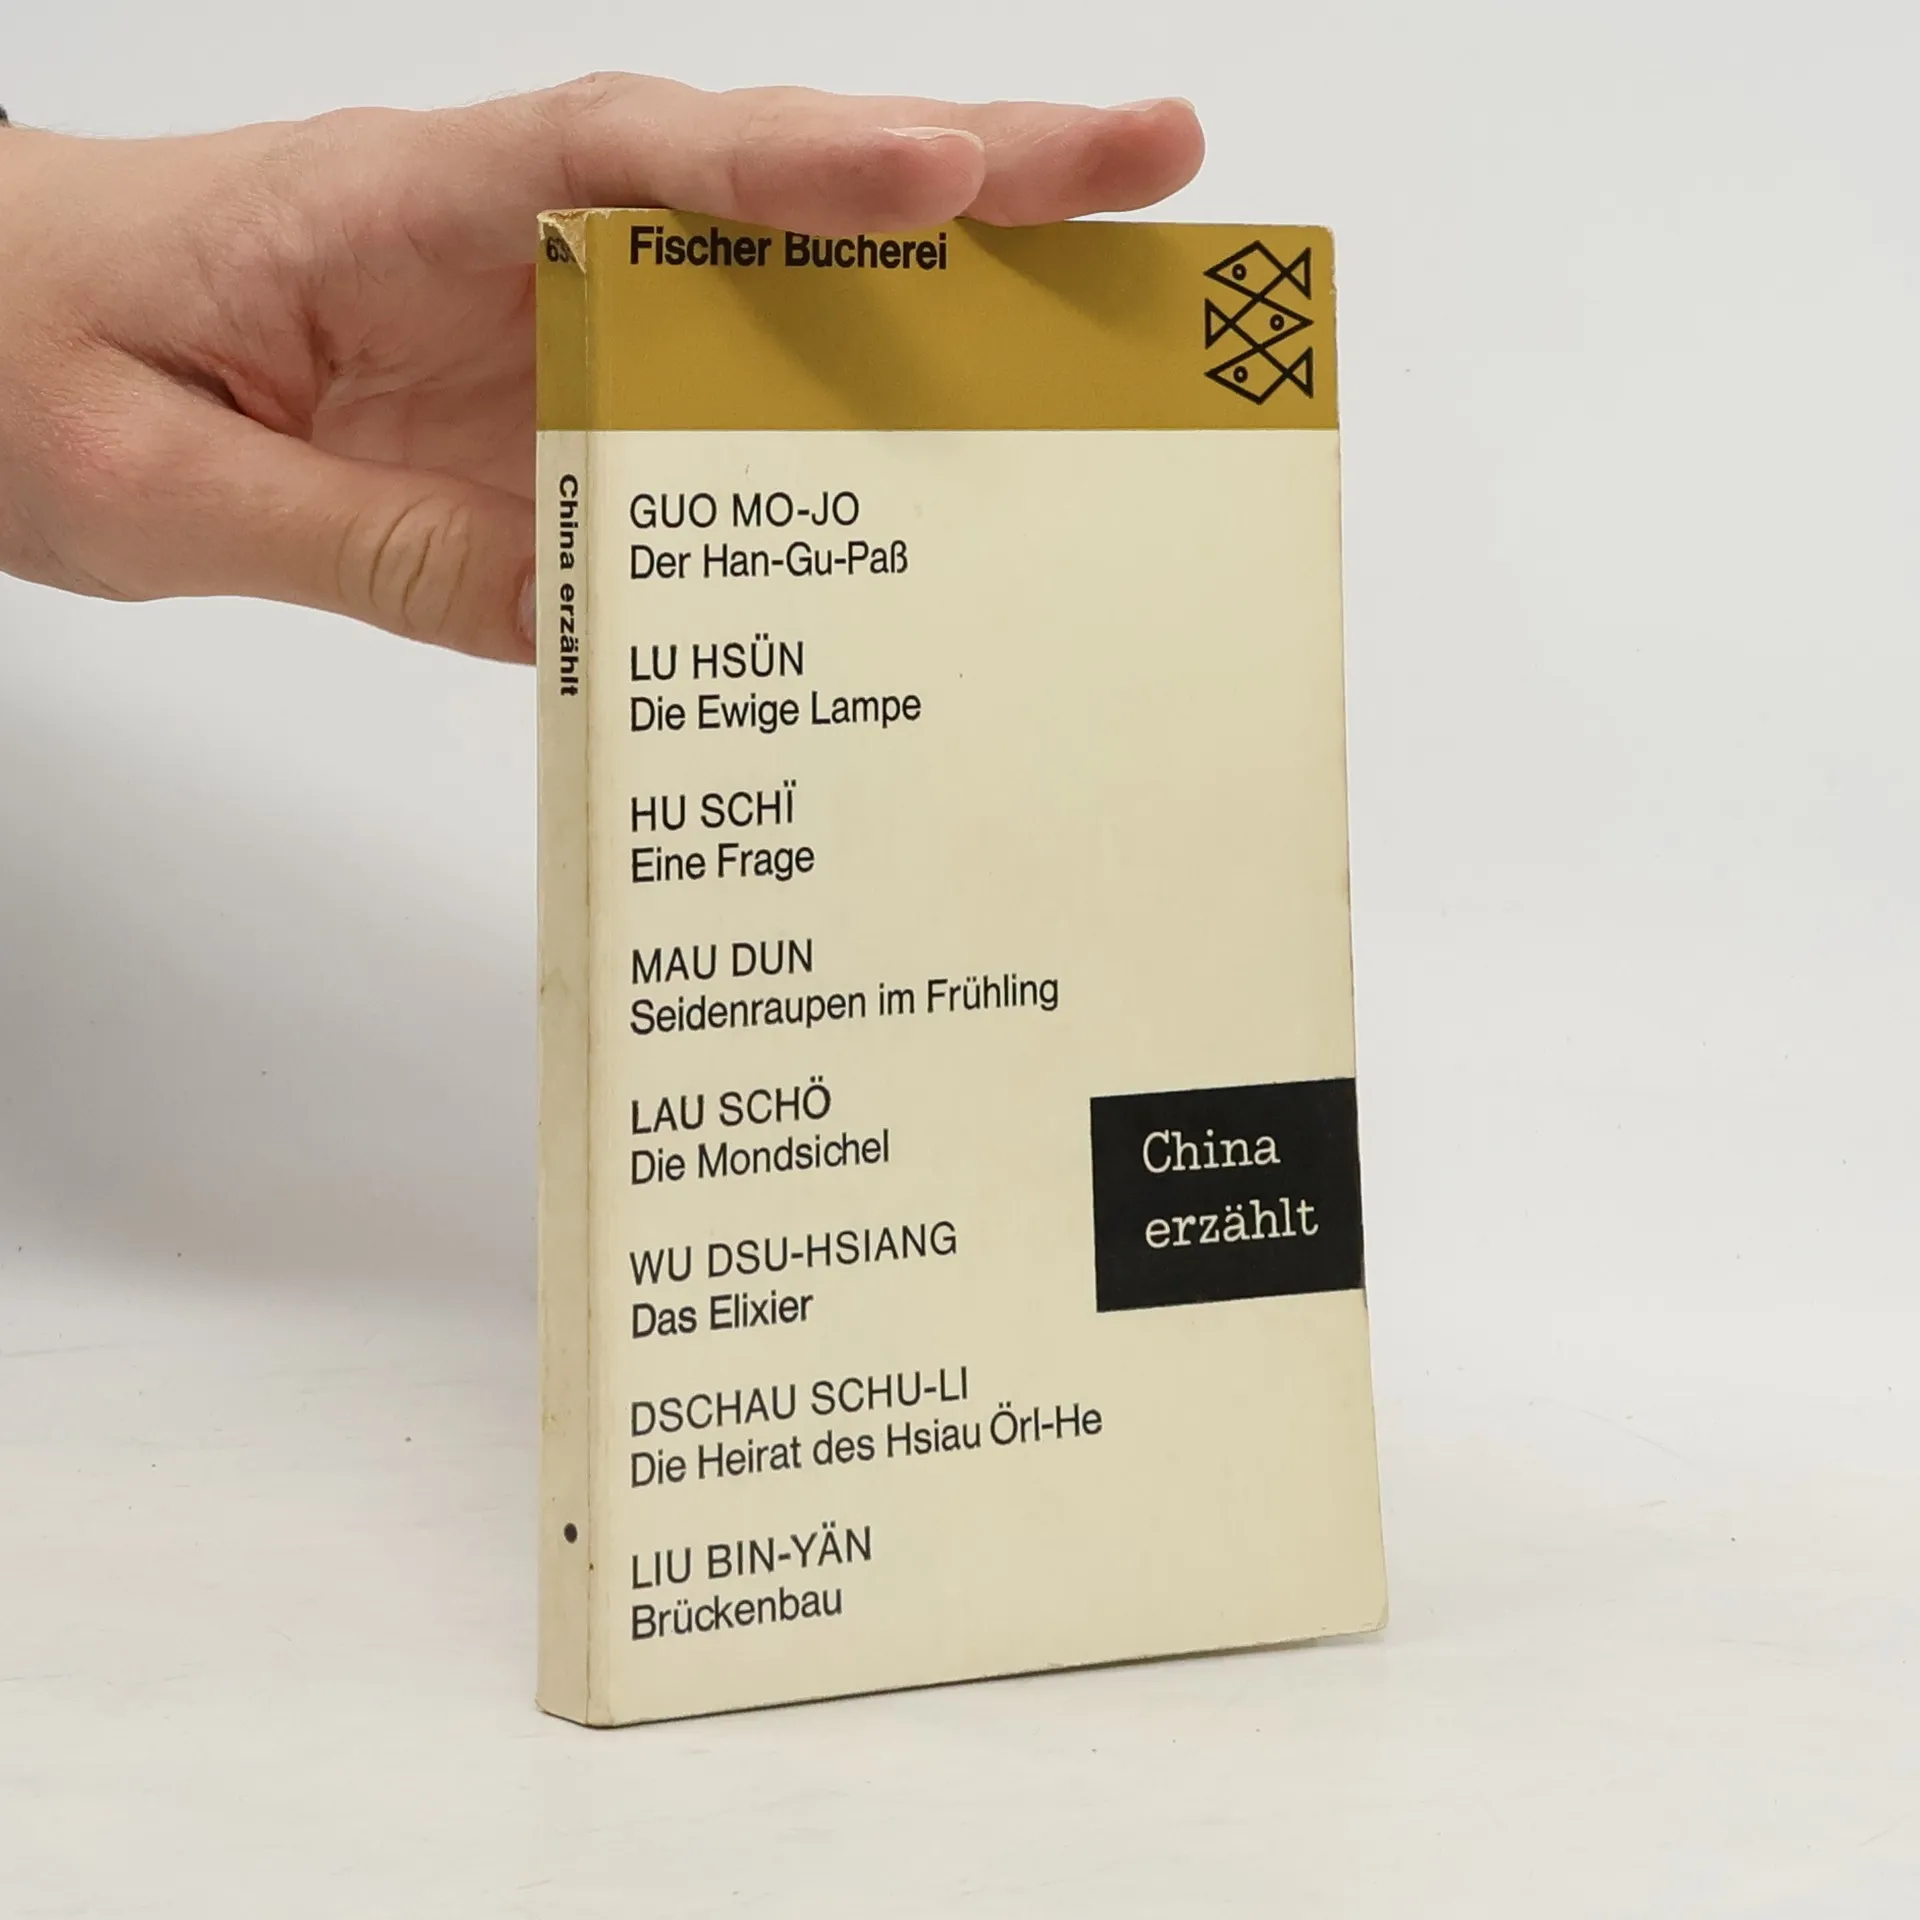 Fischer Bücherei
GUO MO-JO
Der Han-Gu-Paß
LU HSÜN
Die Ewige Lampe
HU SCHÏ
Eine Frage
MAU DUN
Seidenraupen im Frühling
LAU SCHÖ
Die Mondsichel
WU DSU-HSIANG
Das Elixier
DSCHAU SCHU-LI
Die Heirat des Hsiau Örl-He
LIU BIN-YÄN
Brückenbau
China
erzählt
China erzählt